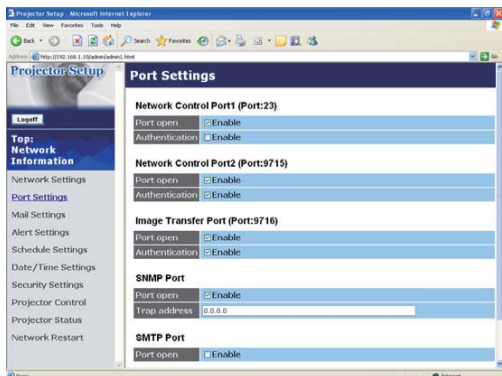 Projector Setup - Microsoft Internet Explorer
File Edit View Favorites Tools Help
Back Search Favorites
Address http://192.168.1.10/admin/admin1.html Go
Projector Setup
Logoff
Top:
Network
Information
Network Settings
Port Settings
Mail Settings
Alert Settings
Schedule Settings
Date/Time Settings
Security Settings
Projector Control
Projector Status
Network Restart
Port Settings
Network Control Port1 (Port:23)
Port open Enable
Authentication Enable
Network Control Port2 (Port:9715)
Port open Enable
Authentication Enable
Image Transfer Port (Port:9716)
Port open Enable
Authentication Enable
SNMP Port
Port open Enable
Trap address 0.0.0.0
SMTP Port
Port open Enable
Done Internet